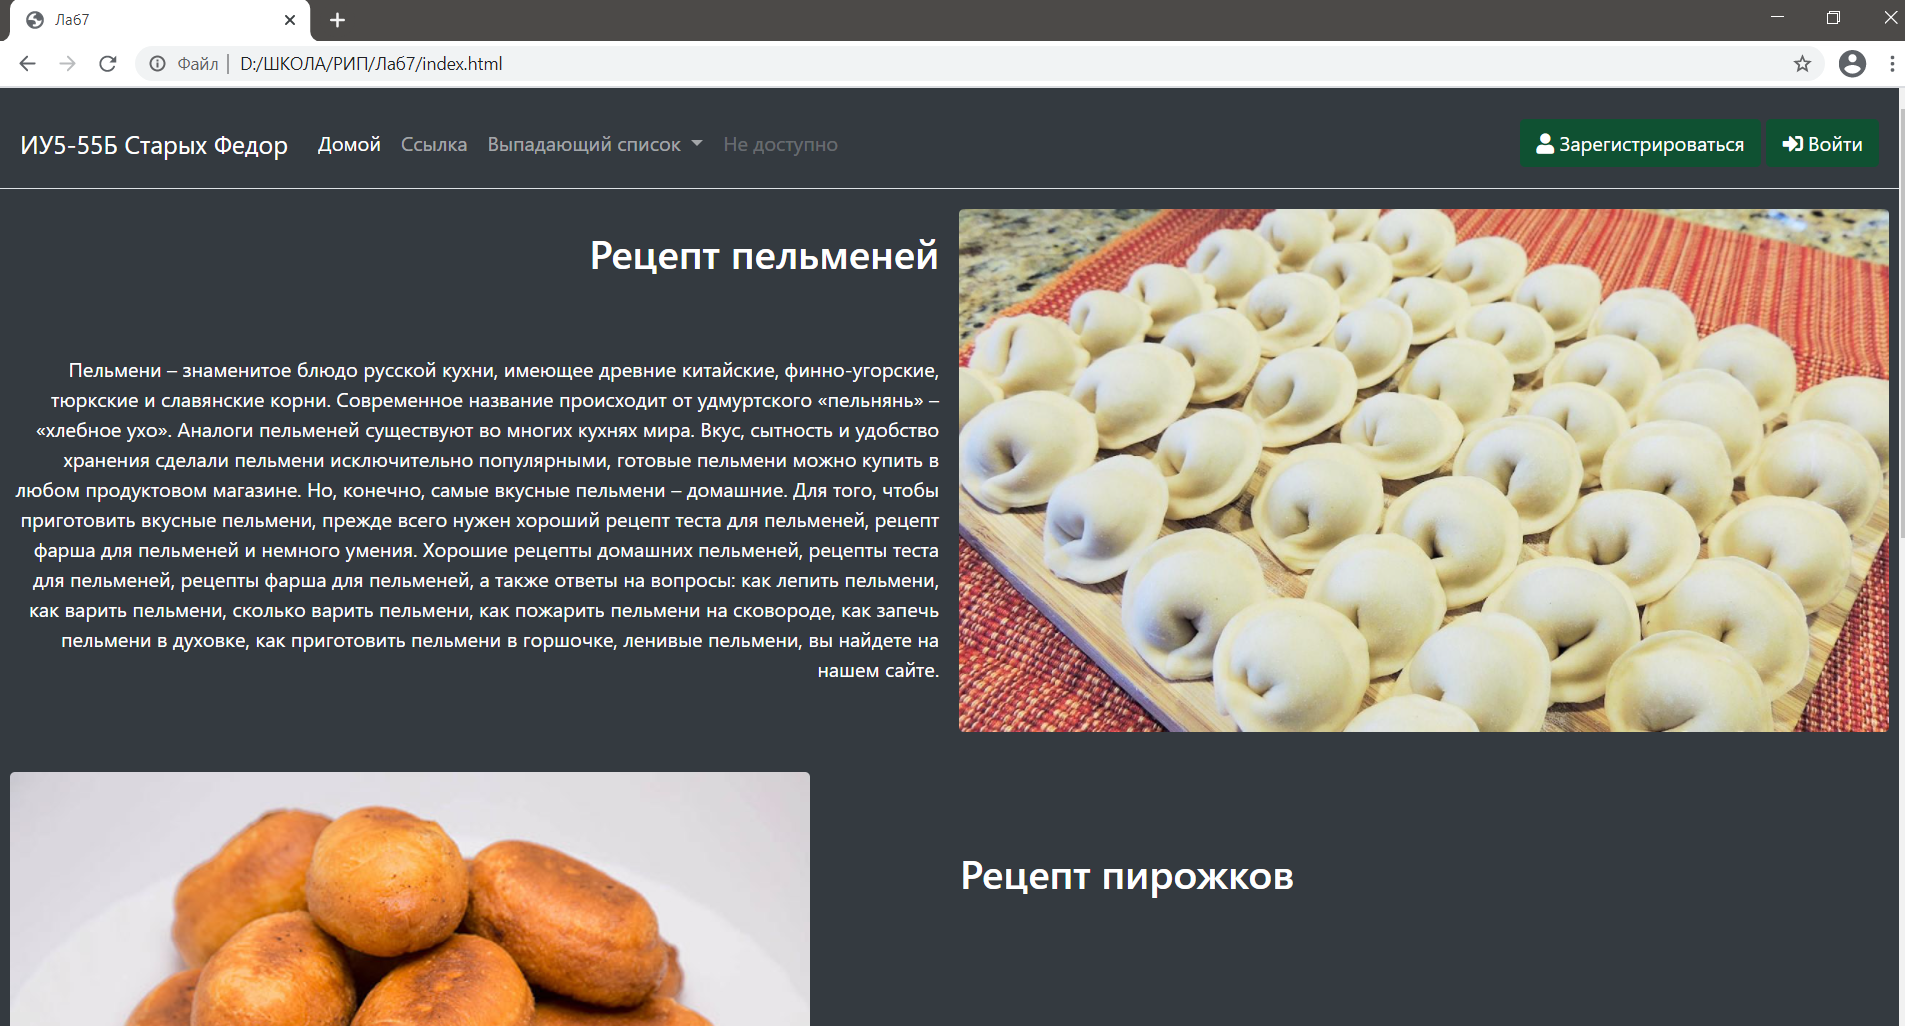 Ла67
Файл | D:/ШКОЛА/РИП/Ла67/index.html
ИУ5-55Б Старых Федор Домой Ссылка Выпадающий список Не доступно Зарегистрироваться Войти
Рецепт пельменей
Пельмени – знаменитое блюдо русской кухни, имеющее древние китайские, финно-угорские,
тюркские и славянские корни. Современное название происходит от удмуртского «пельнянь» –
«хлебное ухо». Аналоги пельменей существуют во многих кухнях мира. Вкус, сытность и удобство
хранения сделали пельмени исключительно популярными, готовые пельмени можно купить в
любом продуктовом магазине. Но, конечно, самые вкусные пельмени – домашние. Для того, чтобы
приготовить вкусные пельмени, прежде всего нужен хороший рецепт теста для пельменей, рецепт
фарша для пельменей и немного умения. Хорошие рецепты домашних пельменей, рецепты теста
для пельменей, рецепты фарша для пельменей, а также ответы на вопросы: как лепить пельмени,
как варить пельмени, сколько варить пельмени, как пожарить пельмени на сковороде, как запечь
пельмени в духовке, как приготовить пельмени в горшочке, ленивые пельмени, вы найдете на
нашем сайте.
Рецепт пирожков